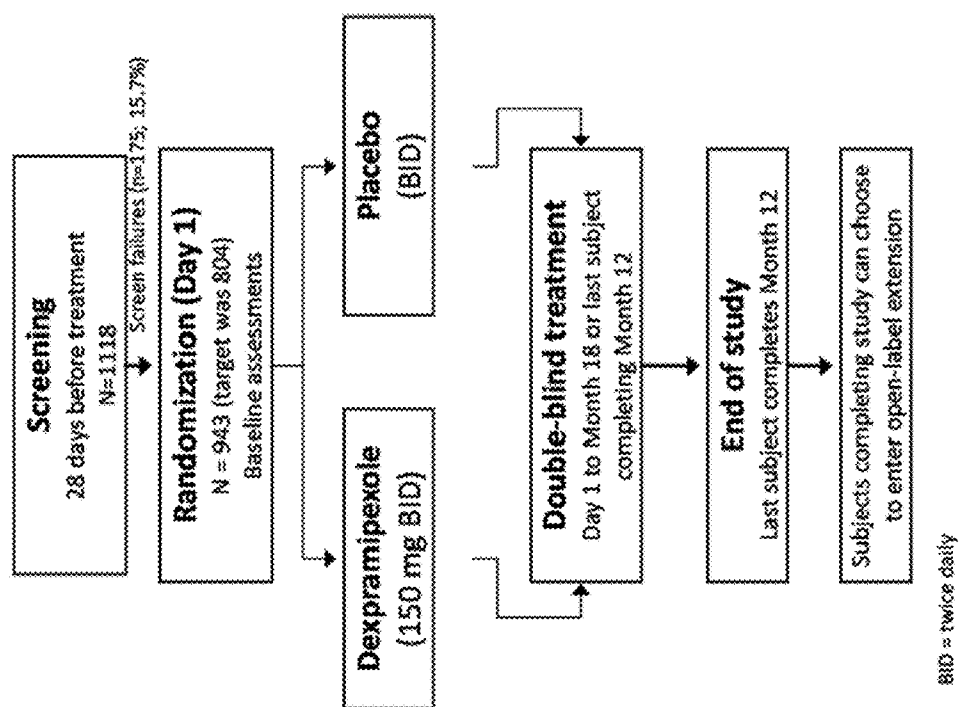 Screening
28 days before treatment
N=1118
Screen failures (n=175; 15.7%)
Randomization (Day 1)
N = 943 (target was 804)
Baseline assessments
Dexpramipexole
(150 mg BID)
Placebo
(BID)
Double-blind treatment
Day 1 to Month 18 or last subject
completing Month 12
End of study
Last subject completes Month 12
Subjects completing study can choose
to enter open-label extension
BID = twice daily